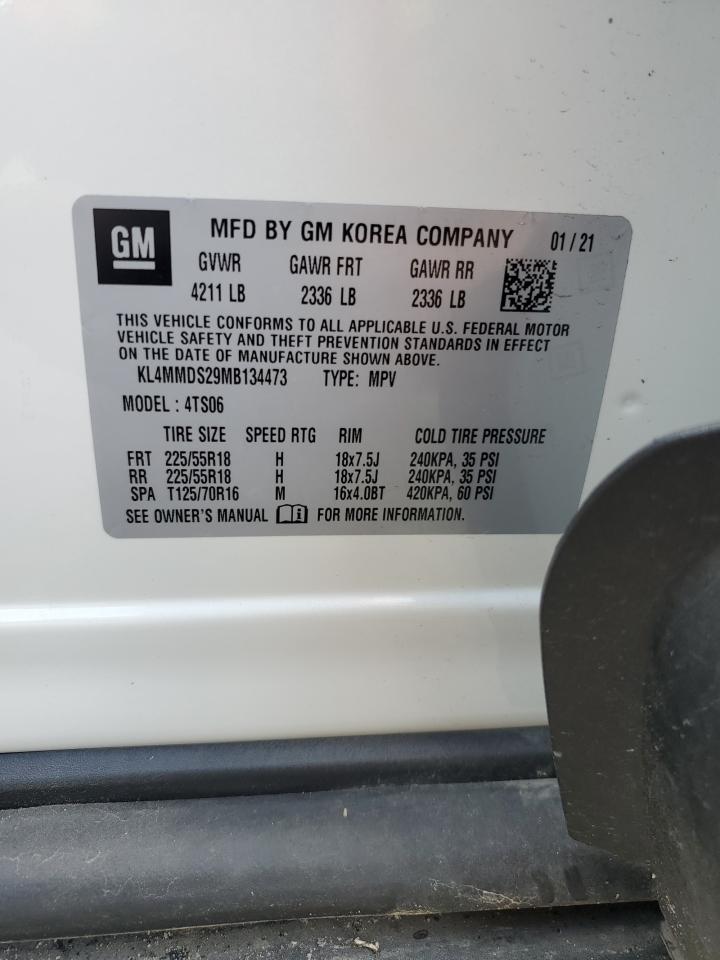 GM MFD BY GM KOREA COMPANY 01 / 21
GVWR GAWR FRT GAWR RR
4211 LB 2336 LB 2336 LB
THIS VEHICLE CONFORMS TO ALL APPLICABLE U.S. FEDERAL MOTOR
VEHICLE SAFETY AND THEFT PREVENTION STANDARDS IN EFFECT
ON THE DATE OF MANUFACTURE SHOWN ABOVE.
KL4MMDS29MB134473 TYPE: MPV
MODEL : 4TS06
TIRE SIZE SPEED RTG RIM COLD TIRE PRESSURE
FRT 225/55R18 H 18x7.5J 240KPA, 35 PSI
RR 225/55R18 H 18x7.5J 240KPA, 35 PSI
SPA T125/70R16 M 16x4.0BT 420KPA, 60 PSI
SEE OWNER'S MANUAL FOR MORE INFORMATION.